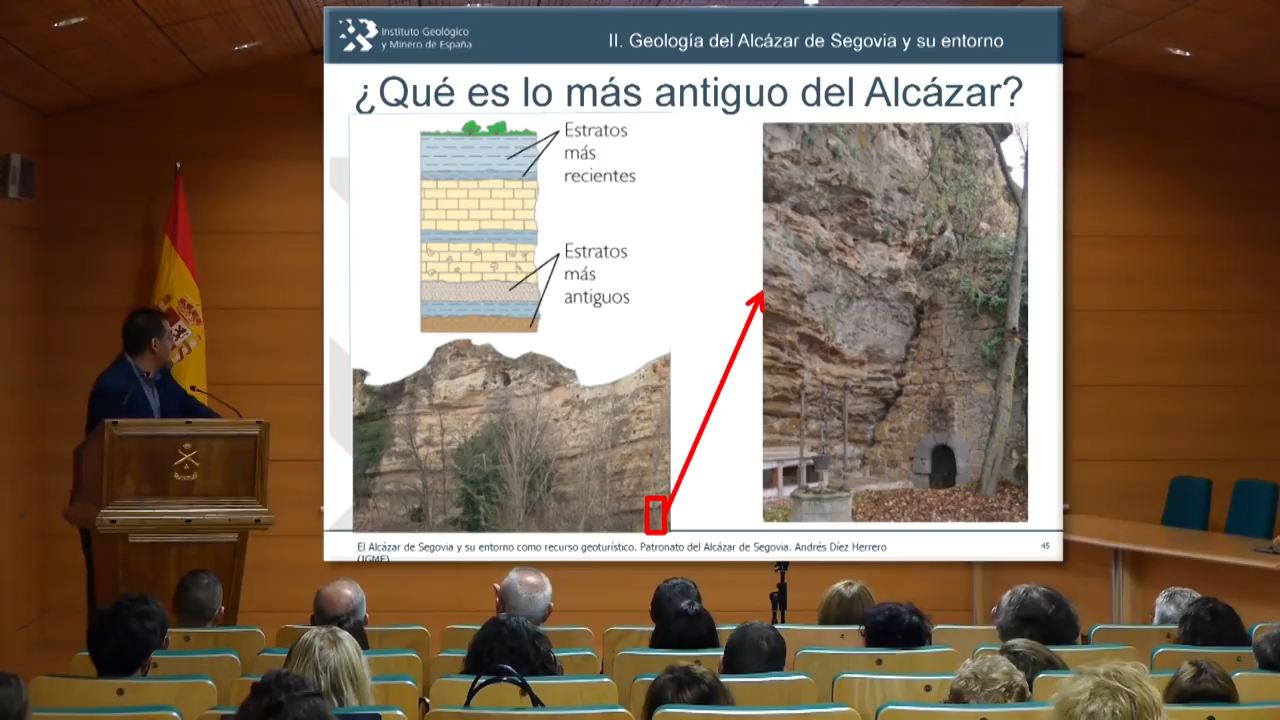 Instituto Geológico
y Minero de España
II. Geología del Alcázar de Segovia y su entorno
¿Qué es lo más antiguo del Alcázar?
Estratos
más
recientes
Estratos
más
antiguos
El Alcázar de Segovia y su entorno como recurso geoturístico. Patronato del Alcázar de Segovia. Andrés Díez Herrero
(IGME)
45